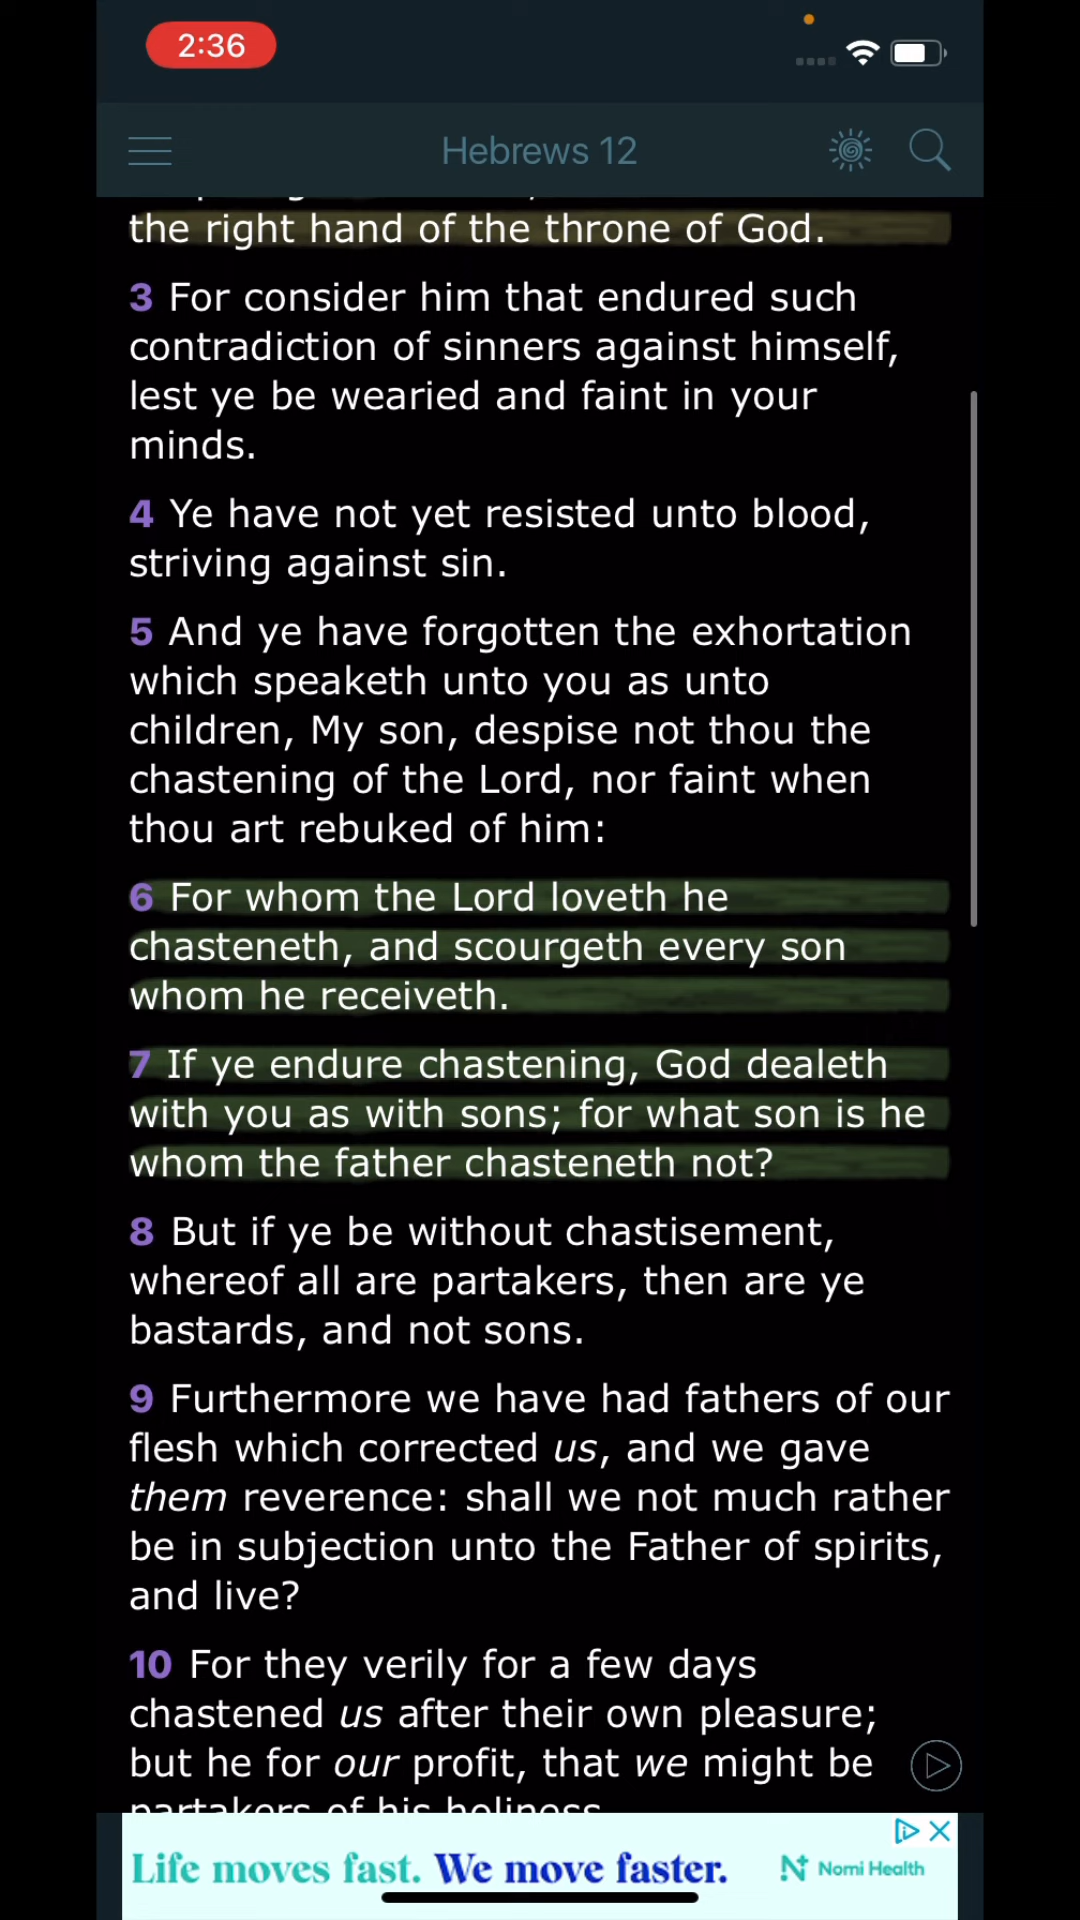 2:36
Hebrews 12
the right hand of the throne of God.
3 For consider him that endured such
contradiction of sinners against himself,
lest ye be wearied and faint in your
minds.
4 Ye have not yet resisted unto blood,
striving against sin.
5 And ye have forgotten the exhortation
which speaketh unto you as unto
children, My son, despise not thou the
chastening of the Lord, nor faint when
thou art rebuked of him:
6 For whom the Lord loveth he
chasteneth, and scourgeth every son
whom he receiveth.
7 If ye endure chastening, God dealeth
with you as with sons; for what son is he
whom the father chasteneth not?
8 But if ye be without chastisement,
whereof all are partakers, then are ye
bastards, and not sons.
9 Furthermore we have had fathers of our
flesh which corrected us, and we gave
them reverence: shall we not much rather
be in subjection unto the Father of spirits,
and live?
10 For they verily for a few days
chastened us after their own pleasure;
but he for our profit, that we might be
partakers of his holiness
Life moves fast. We move faster. Nomi Health